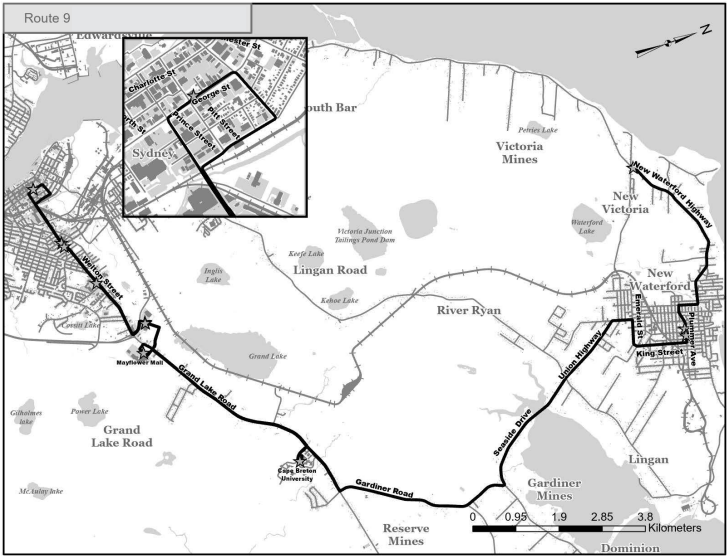 Route 9
Edwardsville
Charlotte St
George St
Pitt Street
Prince Street
Sydney
outh Bar
N
Petries Lake
Victoria
Mines
New Waterford Highway
New
Victoria
Waterford
Lake
Victoria Junction
Tailings Pond Dam
Keefe Lake
Lingan Road
Kehoe Lake
Inglis
Lake
Welton Street
River Ryan
New
Waterford
Emerald St
Plummer Ave
King Street
Union Highway
Grand Lake
Mayflower Mall
Grand Lake Road
Power Lake
Grand
Lake Road
McAulay lake
Cape Breton
University
Seaside Drive
Lingan
Gardiner
Mines
Gardiner Road
Reserve
Mines
0 0.95 1.9 2.85 3.8
Kilometers
Dominion